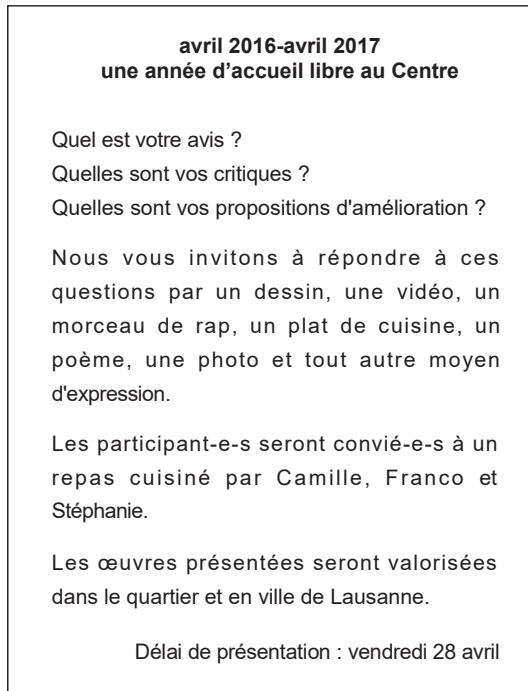 avril 2016-avril 2017
une année d’accueil libre au Centre
Quel est votre avis ?
Quelles sont vos critiques ?
Quelles sont vos propositions d'amélioration ?
Nous vous invitons à répondre à ces
questions par un dessin, une vidéo, un
morceau de rap, un plat de cuisine, un
poème, une photo et tout autre moyen
d'expression.
Les participant-e-s seront convié-e-s à un
repas cuisiné par Camille, Franco et
Stéphanie.
Les œuvres présentées seront valorisées
dans le quartier et en ville de Lausanne.
Délai de présentation : vendredi 28 avril